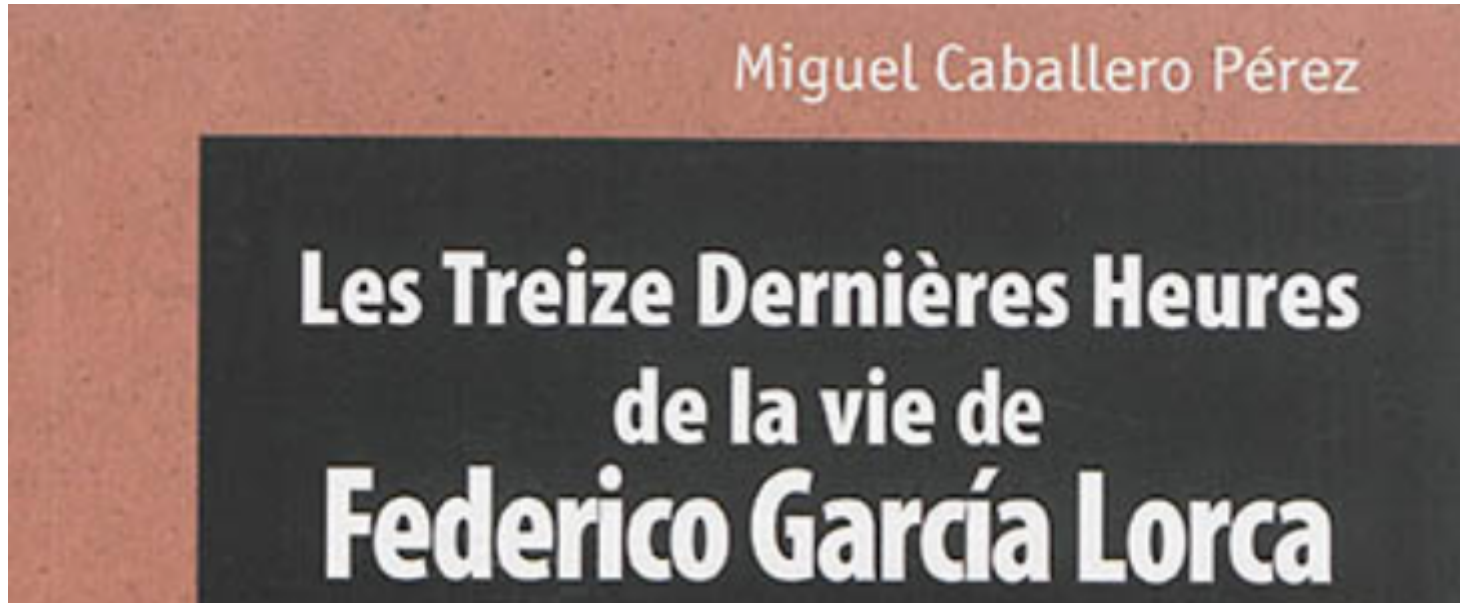 Miguel Caballero Pérez
Les Treize Dernières Heures
de la vie de
Federico García Lorca